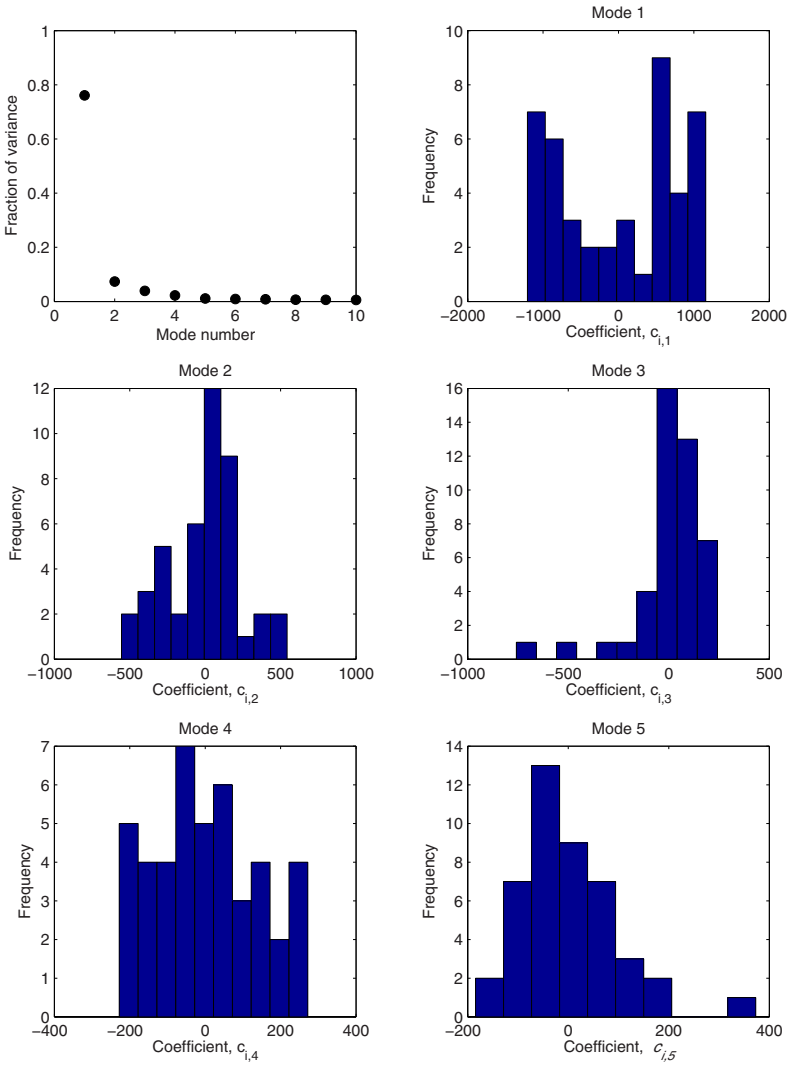 Mode 1
1
0.8
0.6
0.4
0.2
0
Fraction of variance
0 2 4 6 8 10
Mode number
10
8
6
4
2
0
Frequency
−2000 −1000 0 1000 2000
Coefficient, c i,1
Mode 2
12
10
8
6
4
2
0
Frequency
−1000 −500 0 500 1000
Coefficient, c i,2
Mode 3
16
14
12
10
8
6
4
2
0
Frequency
−1000 −500 0 500
Coefficient, c i,3
Mode 4
7
6
5
4
3
2
1
0
Frequency
−400 −200 0 200 400
Coefficient, c i,4
Mode 5
14
12
10
8
6
4
2
0
Frequency
−200 0 200 400
Coefficient, c i,5